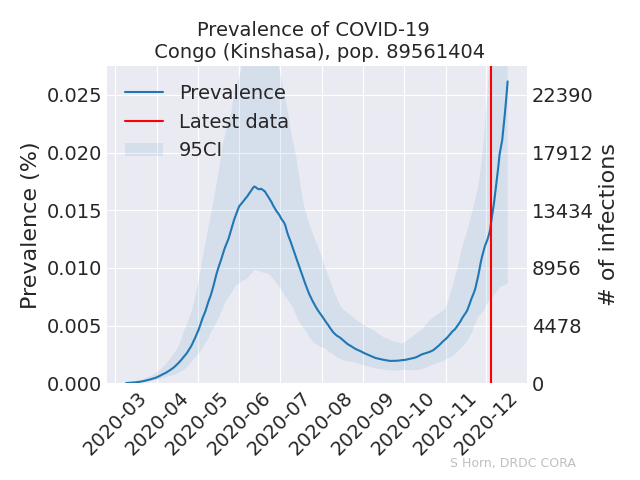 Prevalence of COVID-19
Congo (Kinshasa), pop. 89561404
Prevalence
Latest data
95CI
Prevalence (%)
0.025
0.020
0.015
0.010
0.005
0.000
22390
17912
13434
8956
4478
0
# of infections
2020-03
2020-04
2020-05
2020-06
2020-07
2020-08
2020-09
2020-10
2020-11
2020-12
S Horn, DRDC CORA